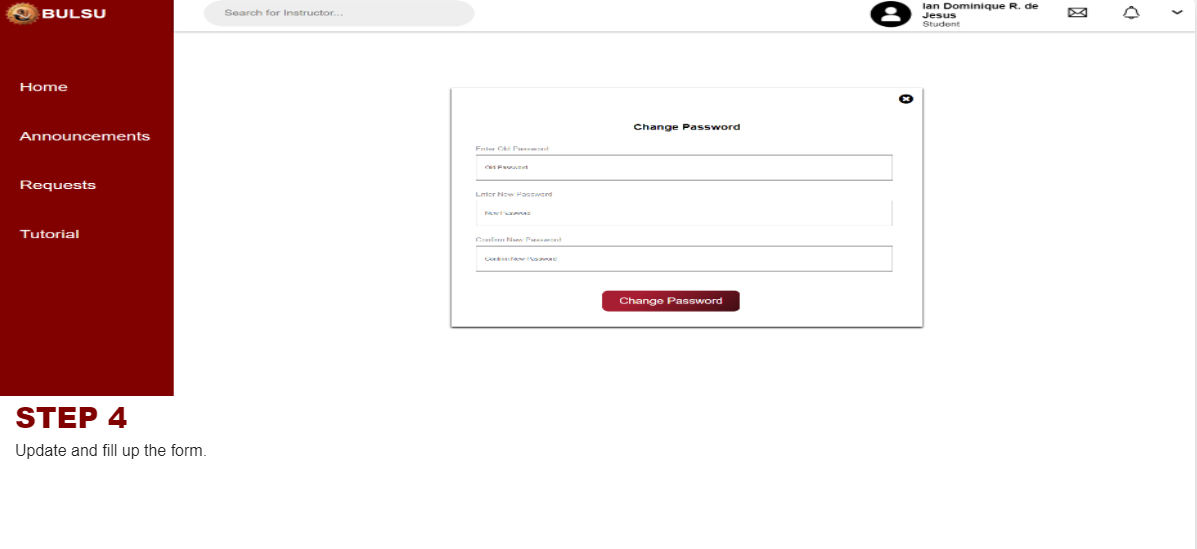 BULSU
Search for Instructor...
Ian Dominique R. de
Jesus
Student
Home
Announcements
Requests
Tutorial
Change Password
Enter Old Password
Old Password
Enter New Password
New Password
Confirm New Password
Confirm New Password
Change Password
STEP 4
Update and fill up the form.